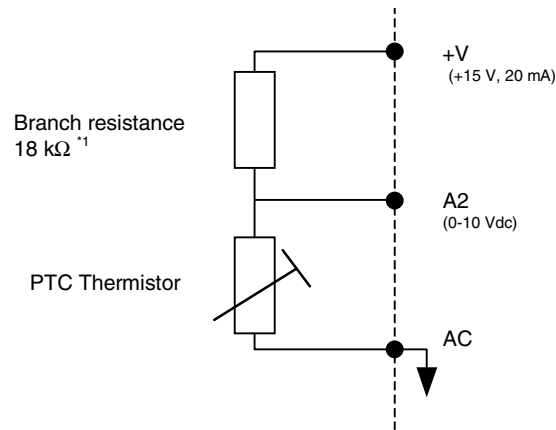 +V
(+15 V, 20 mA)
Branch resistance
18 kΩ *1
A2
(0-10 Vdc)
PTC Thermistor
AC